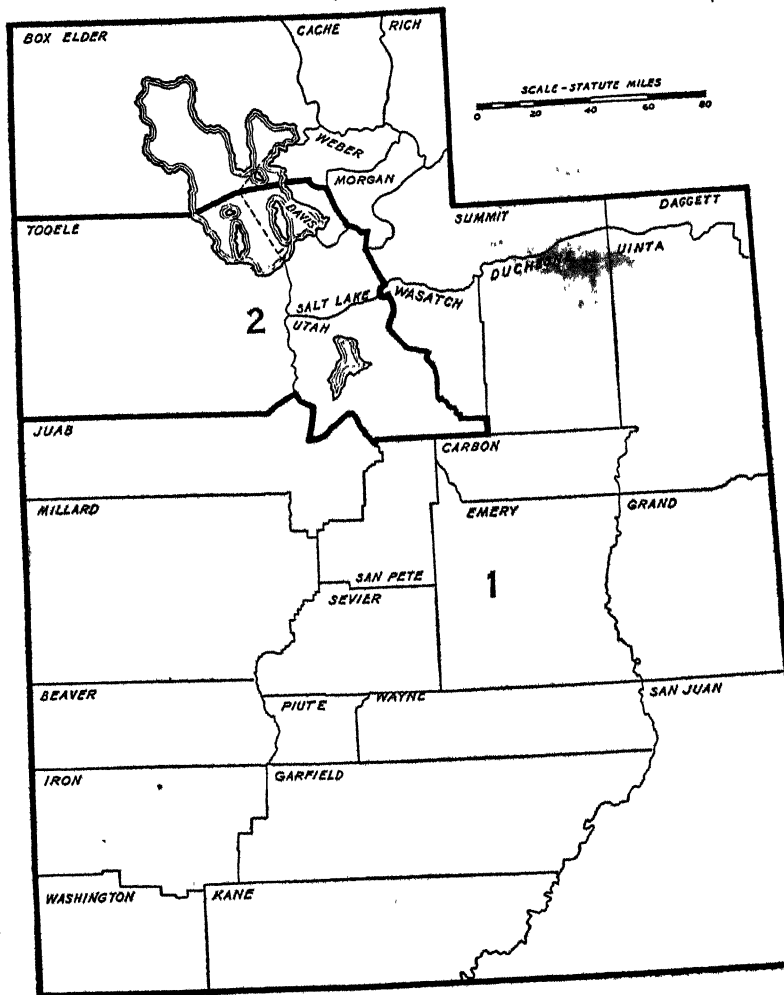 BOX ELDER
CACHE
RICH
SCALE - STATUTE MILES
0 20 40 60 80
WEBER
MORGAN
TOOELE
DAVIS
SUMMIT
DAGGETT
DUCHESNE
UINTA
SALT LAKE
WASATCH
2
UTAH
JUAB
CARBON
MILLARD
EMERY
GRAND
SAN PETE
1
SEVIER
BEAVER
PIUTE
WAYNE
SAN JUAN
IRON
GARFIELD
WASHINGTON
KANE